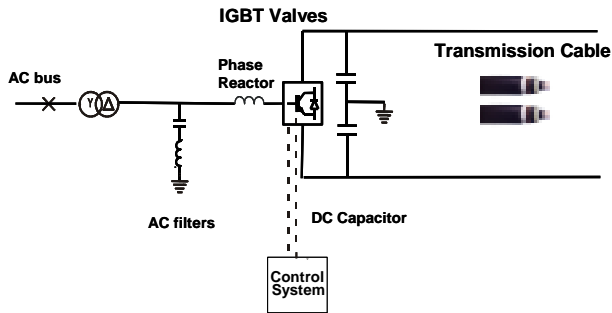 IGBT Valves
Transmission Cable
Phase
Reactor
AC bus
Y Δ
AC filters
DC Capacitor
Control
System